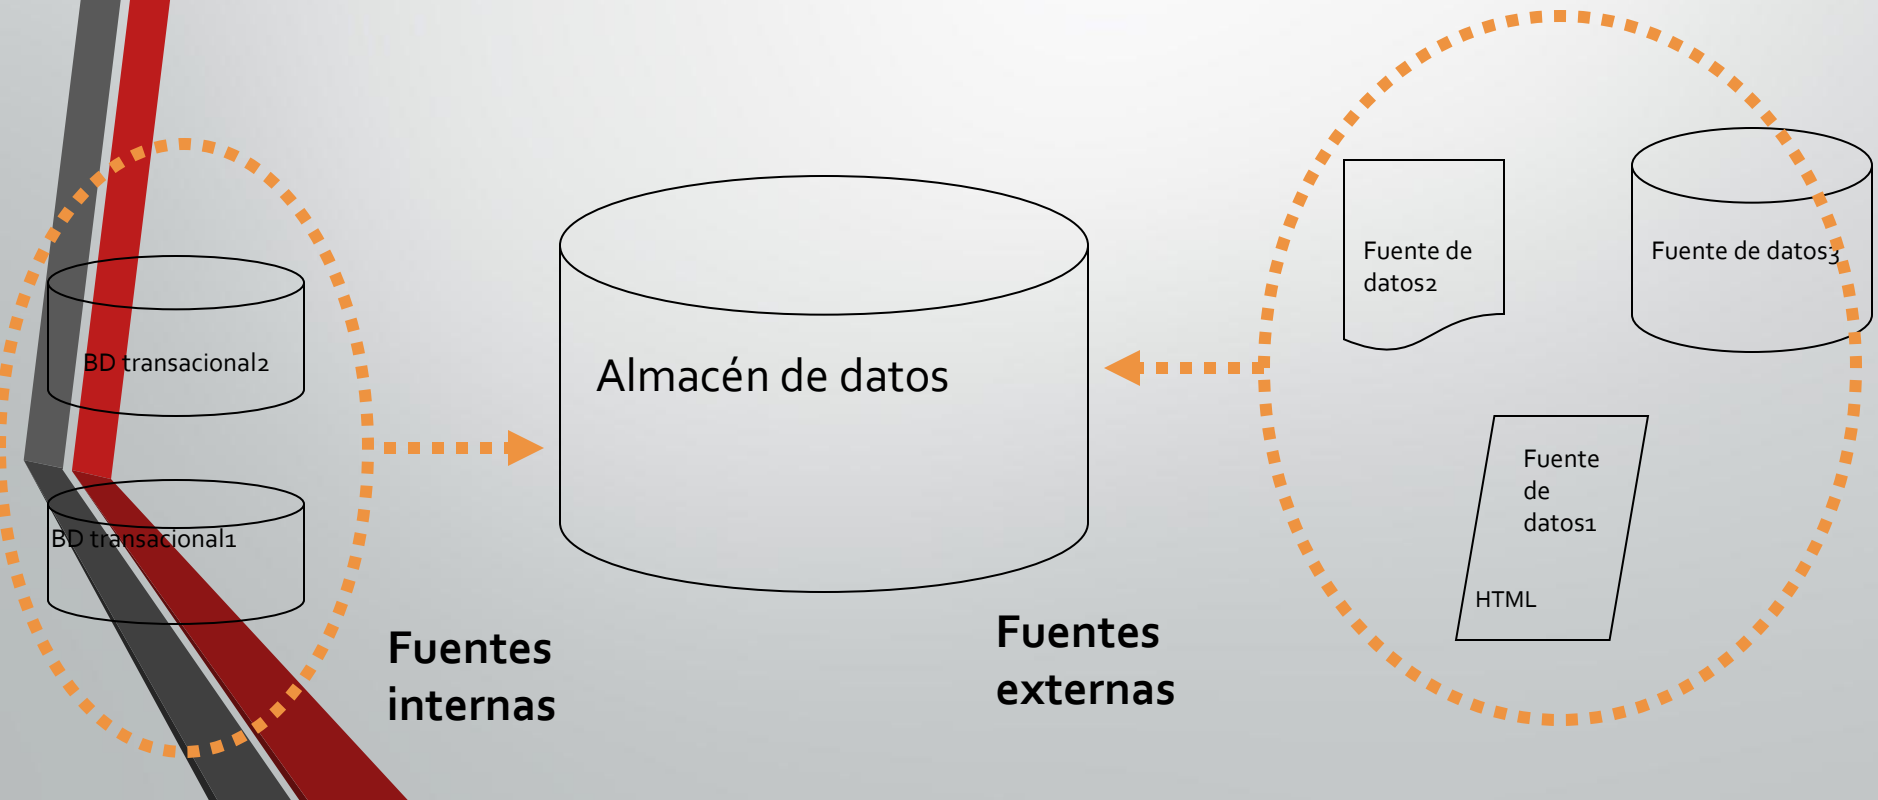 BD transacional2
BD transacional1
Fuentes
internas
Almacén de datos
Fuentes
externas
Fuente de
datos2
Fuente de datos3
Fuente
de
datos1
HTML